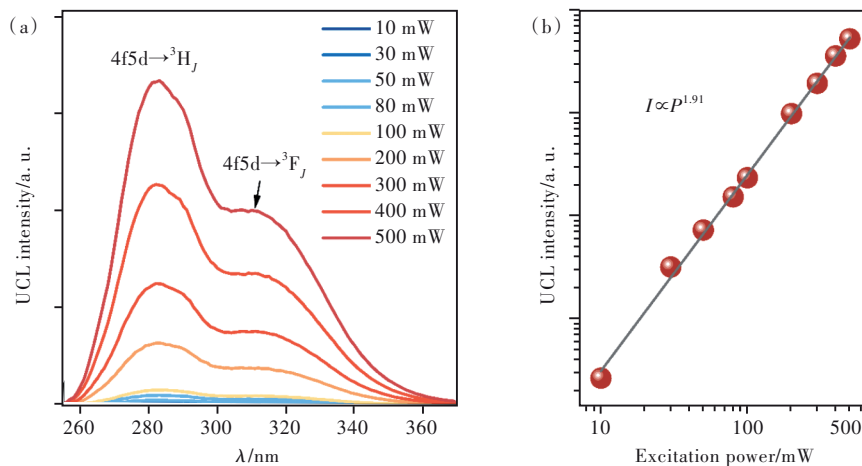 (a)
4f5d→³H_J
4f5d→³F_J
10 mW
30 mW
50 mW
80 mW
100 mW
200 mW
300 mW
400 mW
500 mW
UCL intensity/a. u.
260 280 300 320 340 360
λ/nm
(b)
I∝P^1.91
UCL intensity/a. u.
10 100 500
Excitation power/mW